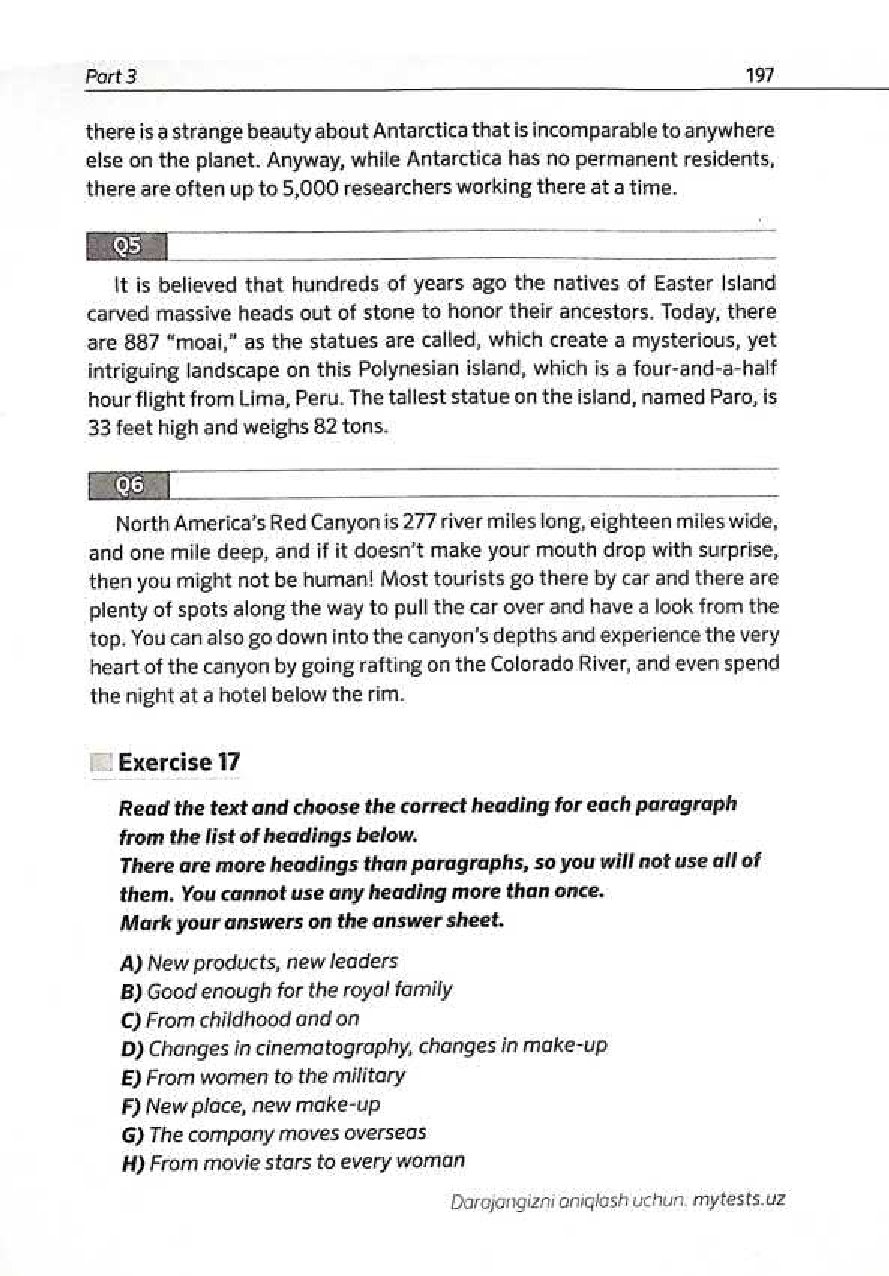 Part 3 197
there is a strange beauty about Antarctica that is incomparable to anywhere
else on the planet. Anyway, while Antarctica has no permanent residents,
there are often up to 5,000 researchers working there at a time.
Q5
It is believed that hundreds of years ago the natives of Easter Island
carved massive heads out of stone to honor their ancestors. Today, there
are 887 "moai," as the statues are called, which create a mysterious, yet
intriguing landscape on this Polynesian island, which is a four-and-a-half
hour flight from Lima, Peru. The tallest statue on the island, named Paro, is
33 feet high and weighs 82 tons.
Q6
North America's Red Canyon is 277 river miles long, eighteen miles wide,
and one mile deep, and if it doesn't make your mouth drop with surprise,
then you might not be human! Most tourists go there by car and there are
plenty of spots along the way to pull the car over and have a look from the
top. You can also go down into the canyon's depths and experience the very
heart of the canyon by going rafting on the Colorado River, and even spend
the night at a hotel below the rim.
Exercise 17
Read the text and choose the correct heading for each paragraph
from the list of headings below.
There are more headings than paragraphs, so you will not use all of
them. You cannot use any heading more than once.
Mark your answers on the answer sheet.
A) New products, new leaders
B) Good enough for the royal family
C) From childhood and on
D) Changes in cinematography, changes in make-up
E) From women to the military
F) New place, new make-up
G) The company moves overseas
H) From movie stars to every woman
Darajangizni aniqlash uchun. mytests.uz